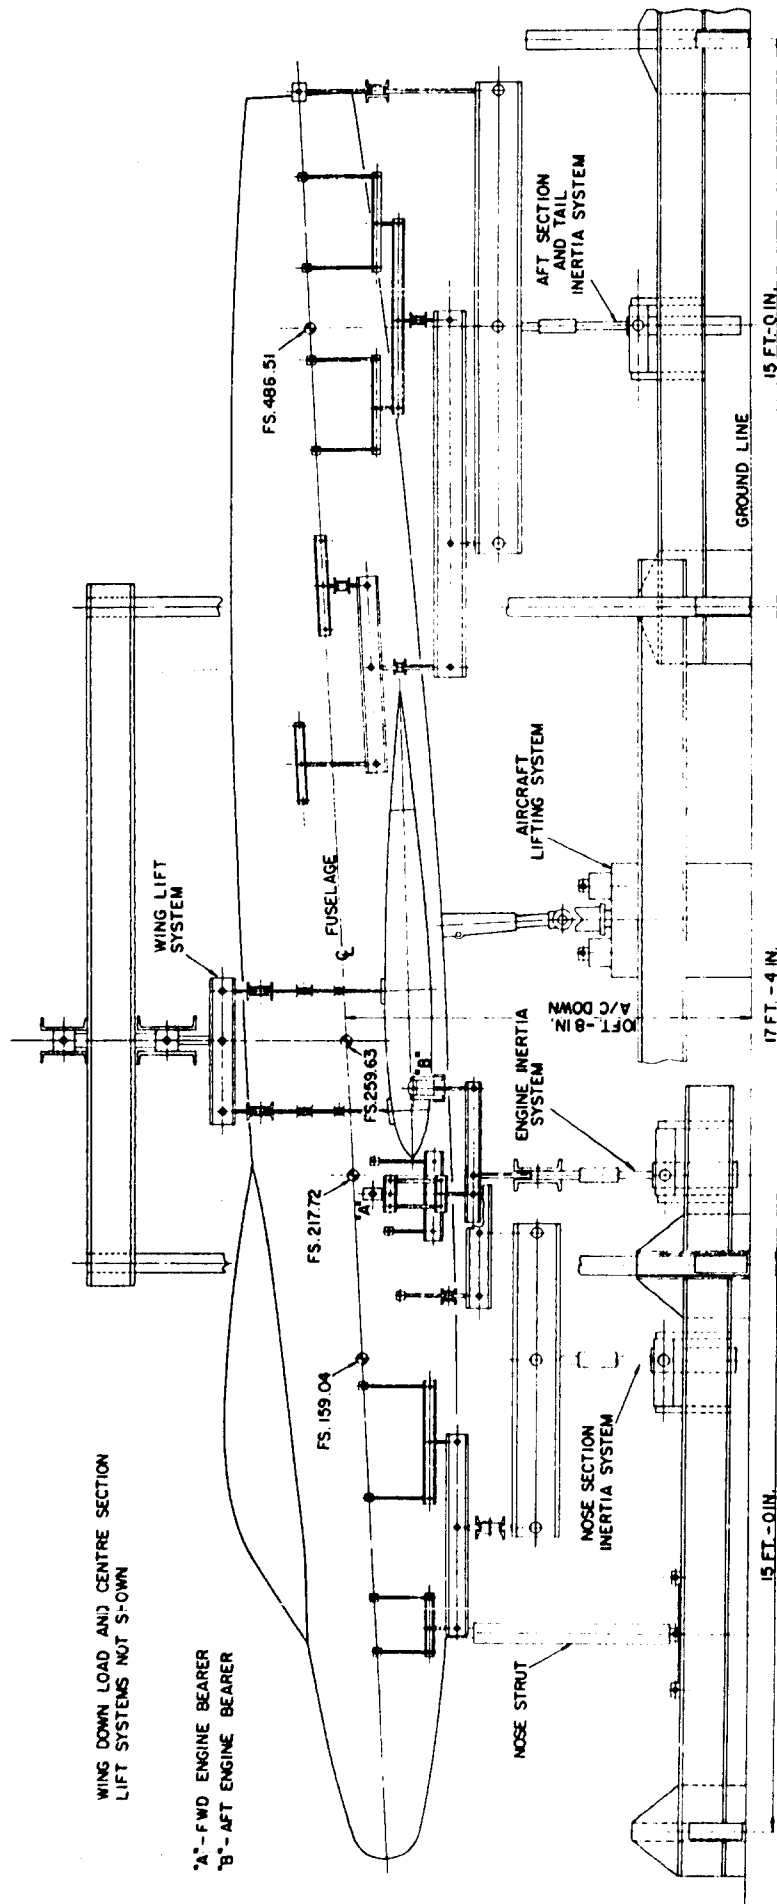 WING DOWN LOAD AND CENTRE SECTION
LIFT SYSTEMS NOT SHOWN
"A"-FWD ENGINE BEARER
"B"-AFT ENGINE BEARER
WING LIFT
SYSTEM
FUSELAGE
C
L
FS.486.51
FS.259.63
FS.217.72
FS.159.04
"A"
"B"
10FT.-8IN.
A/C DOWN
AFT SECTION
AND TAIL
INERTIA SYSTEM
AIRCRAFT
LIFTING SYSTEM
ENGINE INERTIA
SYSTEM
NOSE SECTION
INERTIA SYSTEM
NOSE STRUT
GROUND LINE
15 FT.-0 IN.
17 FT.-4 IN.
15 FT.-0IN.